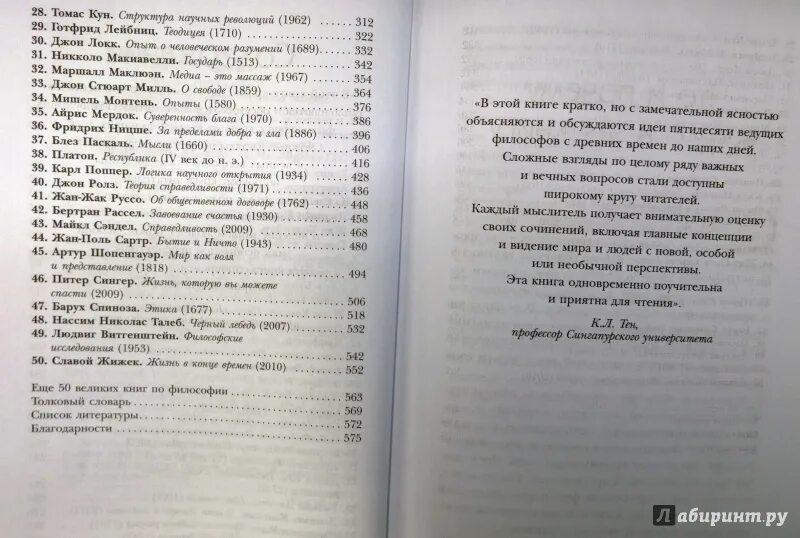 28. Томас Кун. Структура научных революций (1962) ........ 312
29. Готфрид Лейбниц. Теодицея (1710) ........ 322
30. Джон Локк. Опыт о человеческом разумении (1689) ........ 332
31. Никколо Макиавелли. Государь (1513) ........ 342
32. Маршалл Маклюэн. Медиа – это массаж (1967) ........ 354
33. Джон Стюарт Милль. О свободе (1859) ........ 364
34. Мишель Монтень. Опыты (1580) ........ 376
35. Айрис Мердок. Суверенность блага (1970) ........ 386
36. Фридрих Ницше. За пределами добра и зла (1886) ........ 396
37. Блез Паскаль. Мысли (1660) ........ 406
38. Платон. Республика (IV век до н. э.) ........ 416
39. Карл Поппер. Логика научного открытия (1934) ........ 428
40. Джон Ролз. Теория справедливости (1971) ........ 436
41. Жан-Жак Руссо. Об общественном договоре (1762) ........ 448
42. Бертран Рассел. Завоевание счастья (1930) ........ 458
43. Майкл Сэндел. Справедливость (2009) ........ 468
44. Жан-Поль Сартр. Бытие и Ничто (1943) ........ 480
45. Артур Шопенгауэр. Мир как воля
и представление (1818) ........ 494
46. Питер Сингер. Жизнь, которую вы можете
спасти (2009) ........ 506
47. Барух Спиноза. Этика (1677) ........ 518
48. Нассим Николас Талеб. Черный лебедь (2007) ........ 532
49. Людвиг Витгенштейн. Философские
исследования (1953) ........ 542
50. Славой Жижек. Жизнь в конце времен (2010) ........ 552
Еще 50 великих книг по философии ........ 563
Толковый словарь ........ 569
Список литературы ........ 572
Благодарности ........ 575
«В этой книге кратко, но с замечательной ясностью
объясняются и обсуждаются идеи пятидесяти ведущих
философов с древних времен до наших дней.
Сложные взгляды по целому ряду важных
и вечных вопросов стали доступны
широкому кругу читателей.
Каждый мыслитель получает внимательную оценку
своих сочинений, включая главные концепции
и видение мира и людей с новой, особой
или необычной перспективы.
Эта книга одновременно поучительна
и приятна для чтения».
К.Л. Тен,
профессор Сингапурского университета
Лабиринт.ру